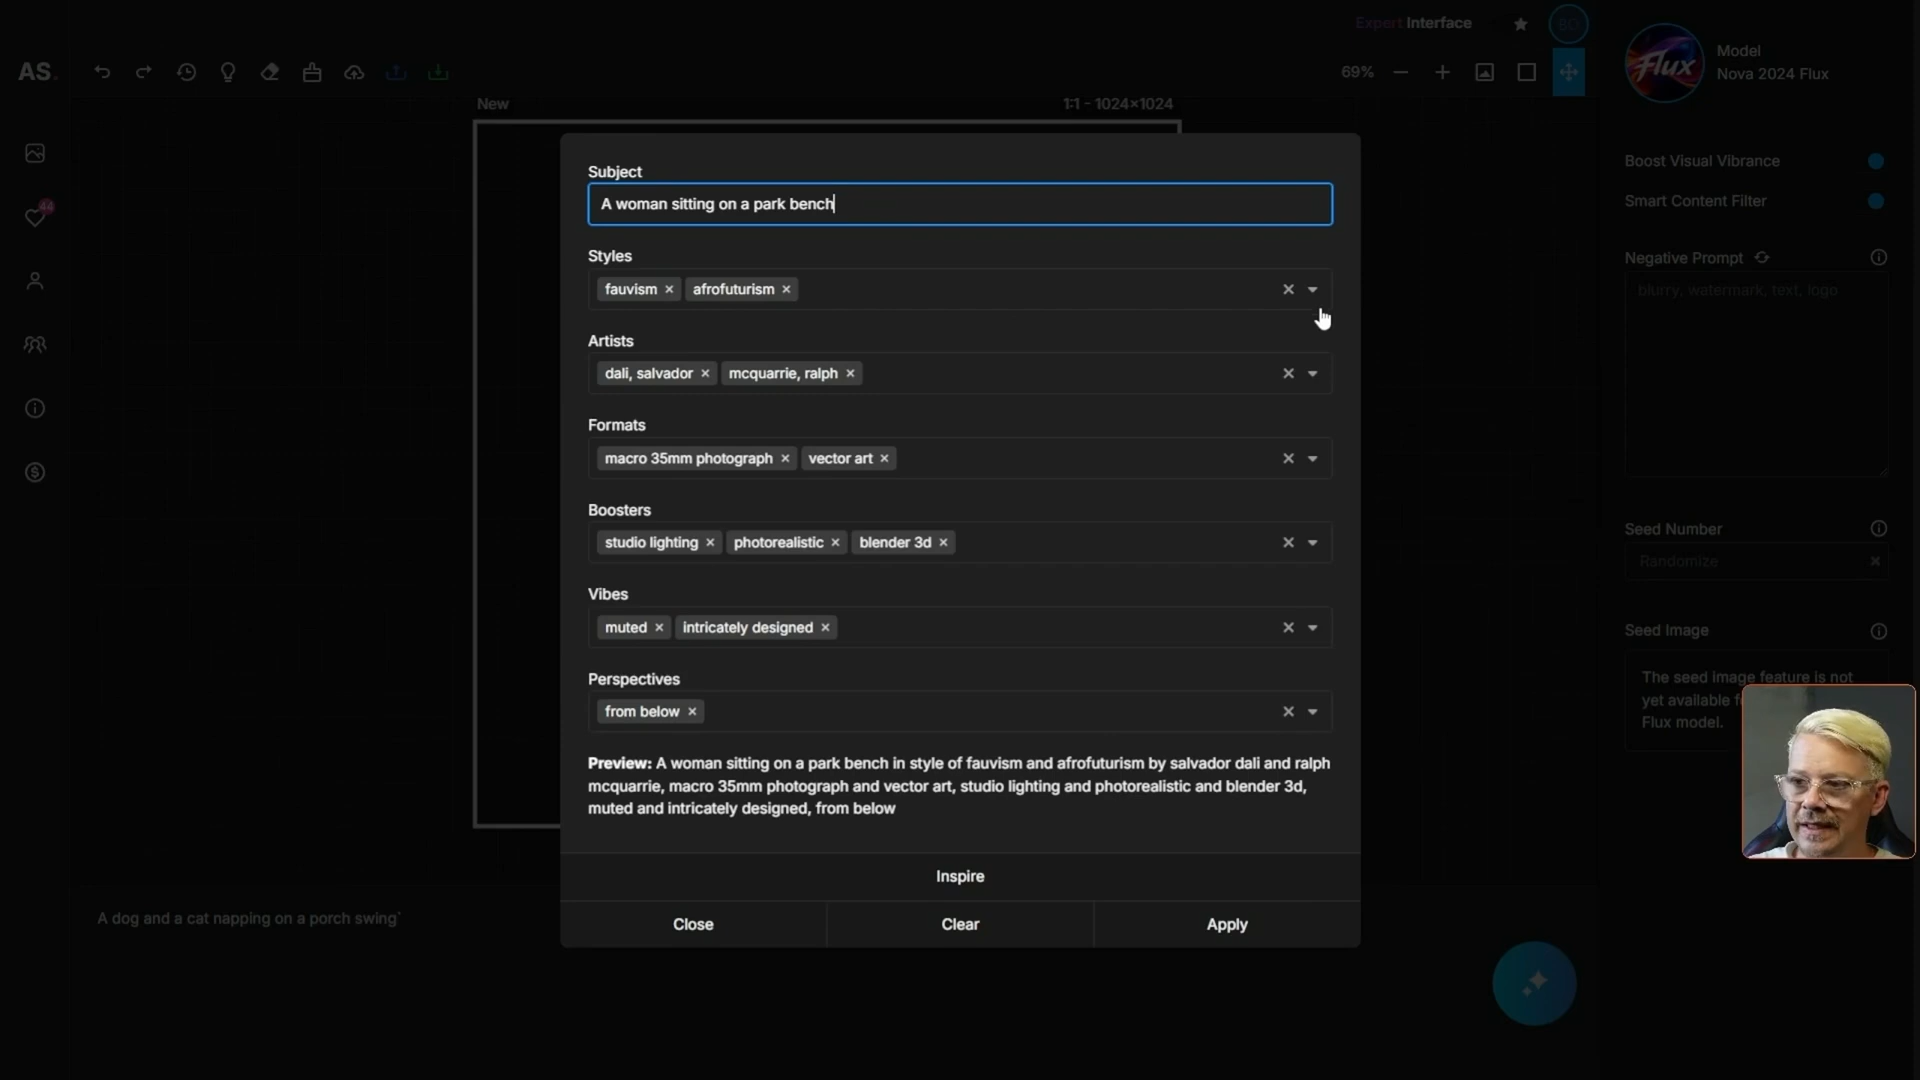 Expert Interface
AS.
69%
Flux
Model
Nova 2024 Flux
New
1:1 - 1024×1024
44
Subject
A woman sitting on a park bench
Styles
fauvism × afrofuturism ×
Artists
dali, salvador × mcquarrie, ralph ×
Formats
macro 35mm photograph × vector art ×
Boosters
studio lighting × photorealistic × blender 3d ×
Vibes
muted × intricately designed ×
Perspectives
from below ×
Preview: A woman sitting on a park bench in style of fauvism and afrofuturism by salvador dali and ralph
mcquarrie, macro 35mm photograph and vector art, studio lighting and photorealistic and blender 3d,
muted and intricately designed, from below
Inspire
Close
Clear
Apply
A dog and a cat napping on a porch swing
Boost Visual Vibrance
Smart Content Filter
Negative Prompt
blurry, watermark, text, logo
Seed Number
Randomize
Seed Image
The seed image feature is not
yet available
Flux model.